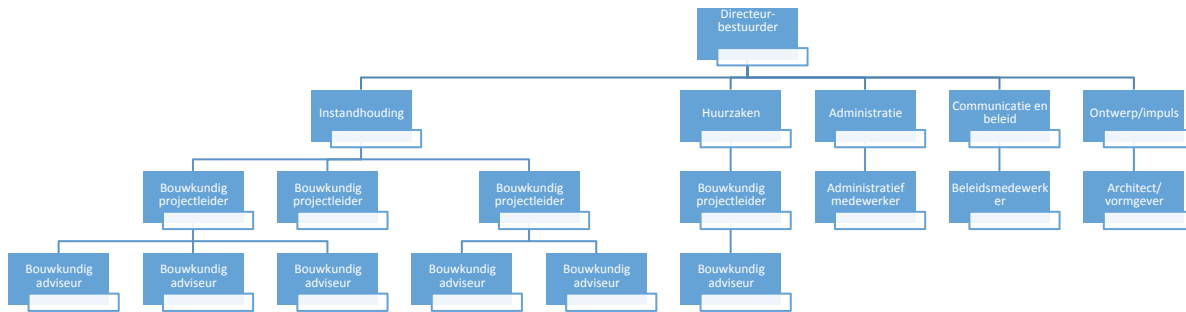 Directeur-
bestuurder
Instandhouding
Huurzaken
Administratie
Communicatie en
beleid
Ontwerp/impuls
Bouwkundig
projectleider
Bouwkundig
projectleider
Bouwkundig
projectleider
Bouwkundig
projectleider
Administratief
medewerker
Beleidsmedewerk
er
Architect/
vormgever
Bouwkundig
adviseur
Bouwkundig
adviseur
Bouwkundig
adviseur
Bouwkundig
adviseur
Bouwkundig
adviseur
Bouwkundig
adviseur